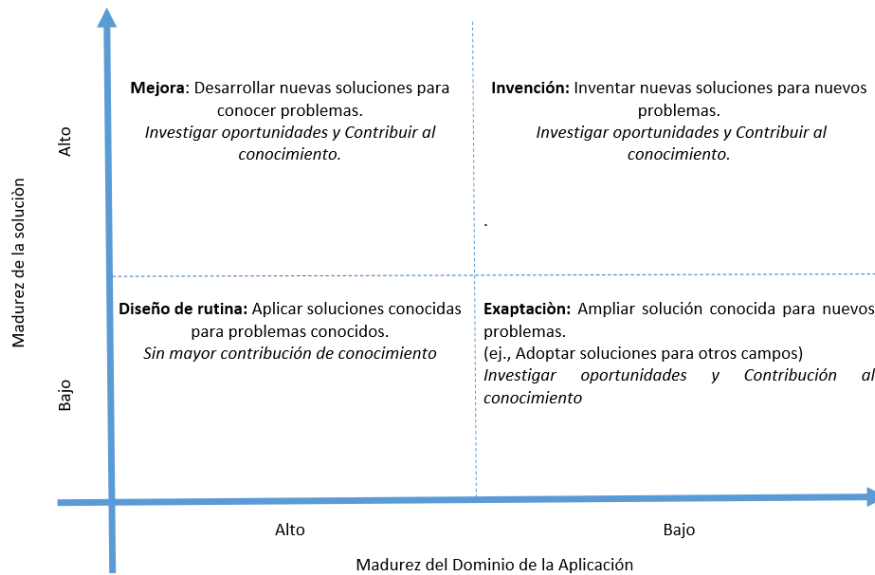 Mejora: Desarrollar nuevas soluciones para
conocer problemas.
Investigar oportunidades y Contribuir al
conocimiento.
Invención: Inventar nuevas soluciones para nuevos
problemas.
Investigar oportunidades y Contribuir al
conocimiento.
.
Alto
Madurez de la soluciòn
Diseño de rutina: Aplicar soluciones conocidas
para problemas conocidos.
Sin mayor contribución de conocimiento
Exaptaciòn: Ampliar solución conocida para nuevos
problemas.
(ej., Adoptar soluciones para otros campos)
Investigar oportunidades y Contribución al
conocimiento
Bajo
Alto
Bajo
Madurez del Dominio de la Aplicación